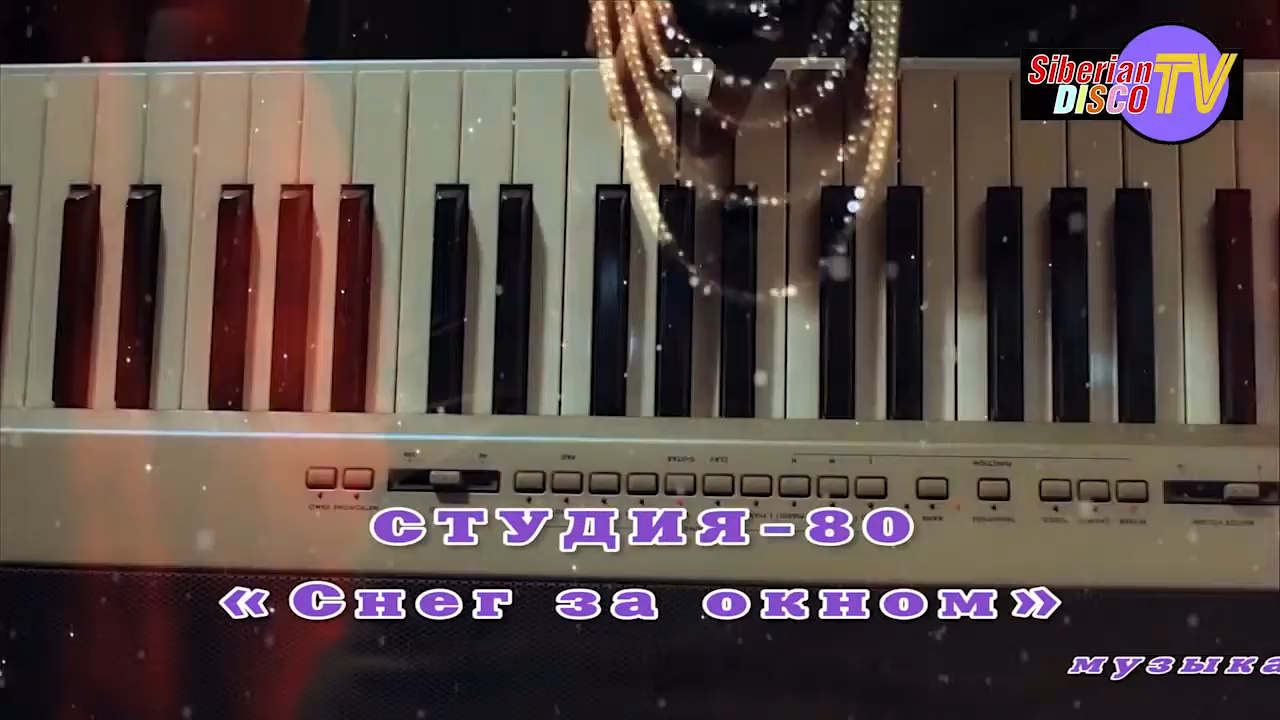 Siberian
DISCO TV
СТУДИЯ-80
«Снег за окном»
музыка